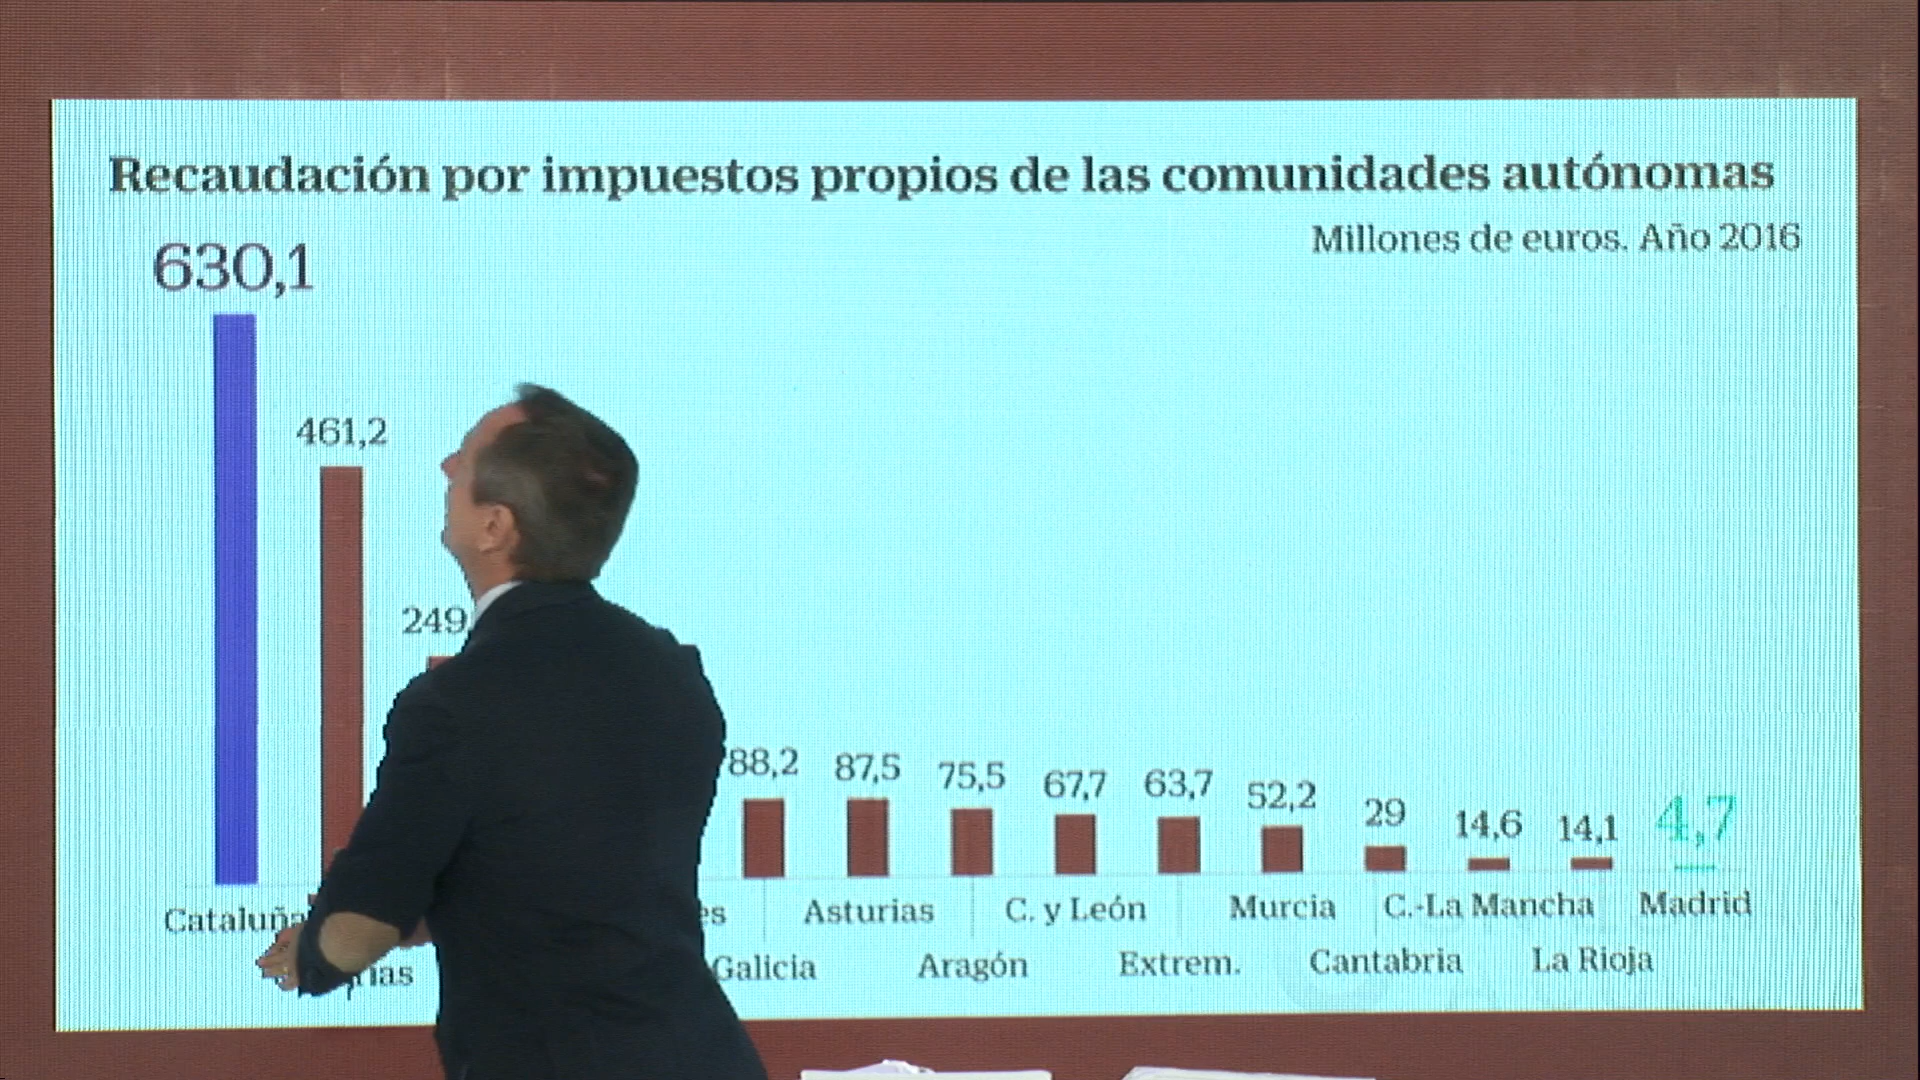 Recaudación por impuestos propios de las comunidades autónomas
Millones de euros. Año 2016
630,1
461,2
249,
88,2
87,5
75,5
67,7
63,7
52,2
29
14,6
14,1
4,7
Cataluña
Asturias
C. y León
Murcia
C.-La Mancha
Madrid
Galicia
Aragón
Extrem.
Cantabria
La Rioja